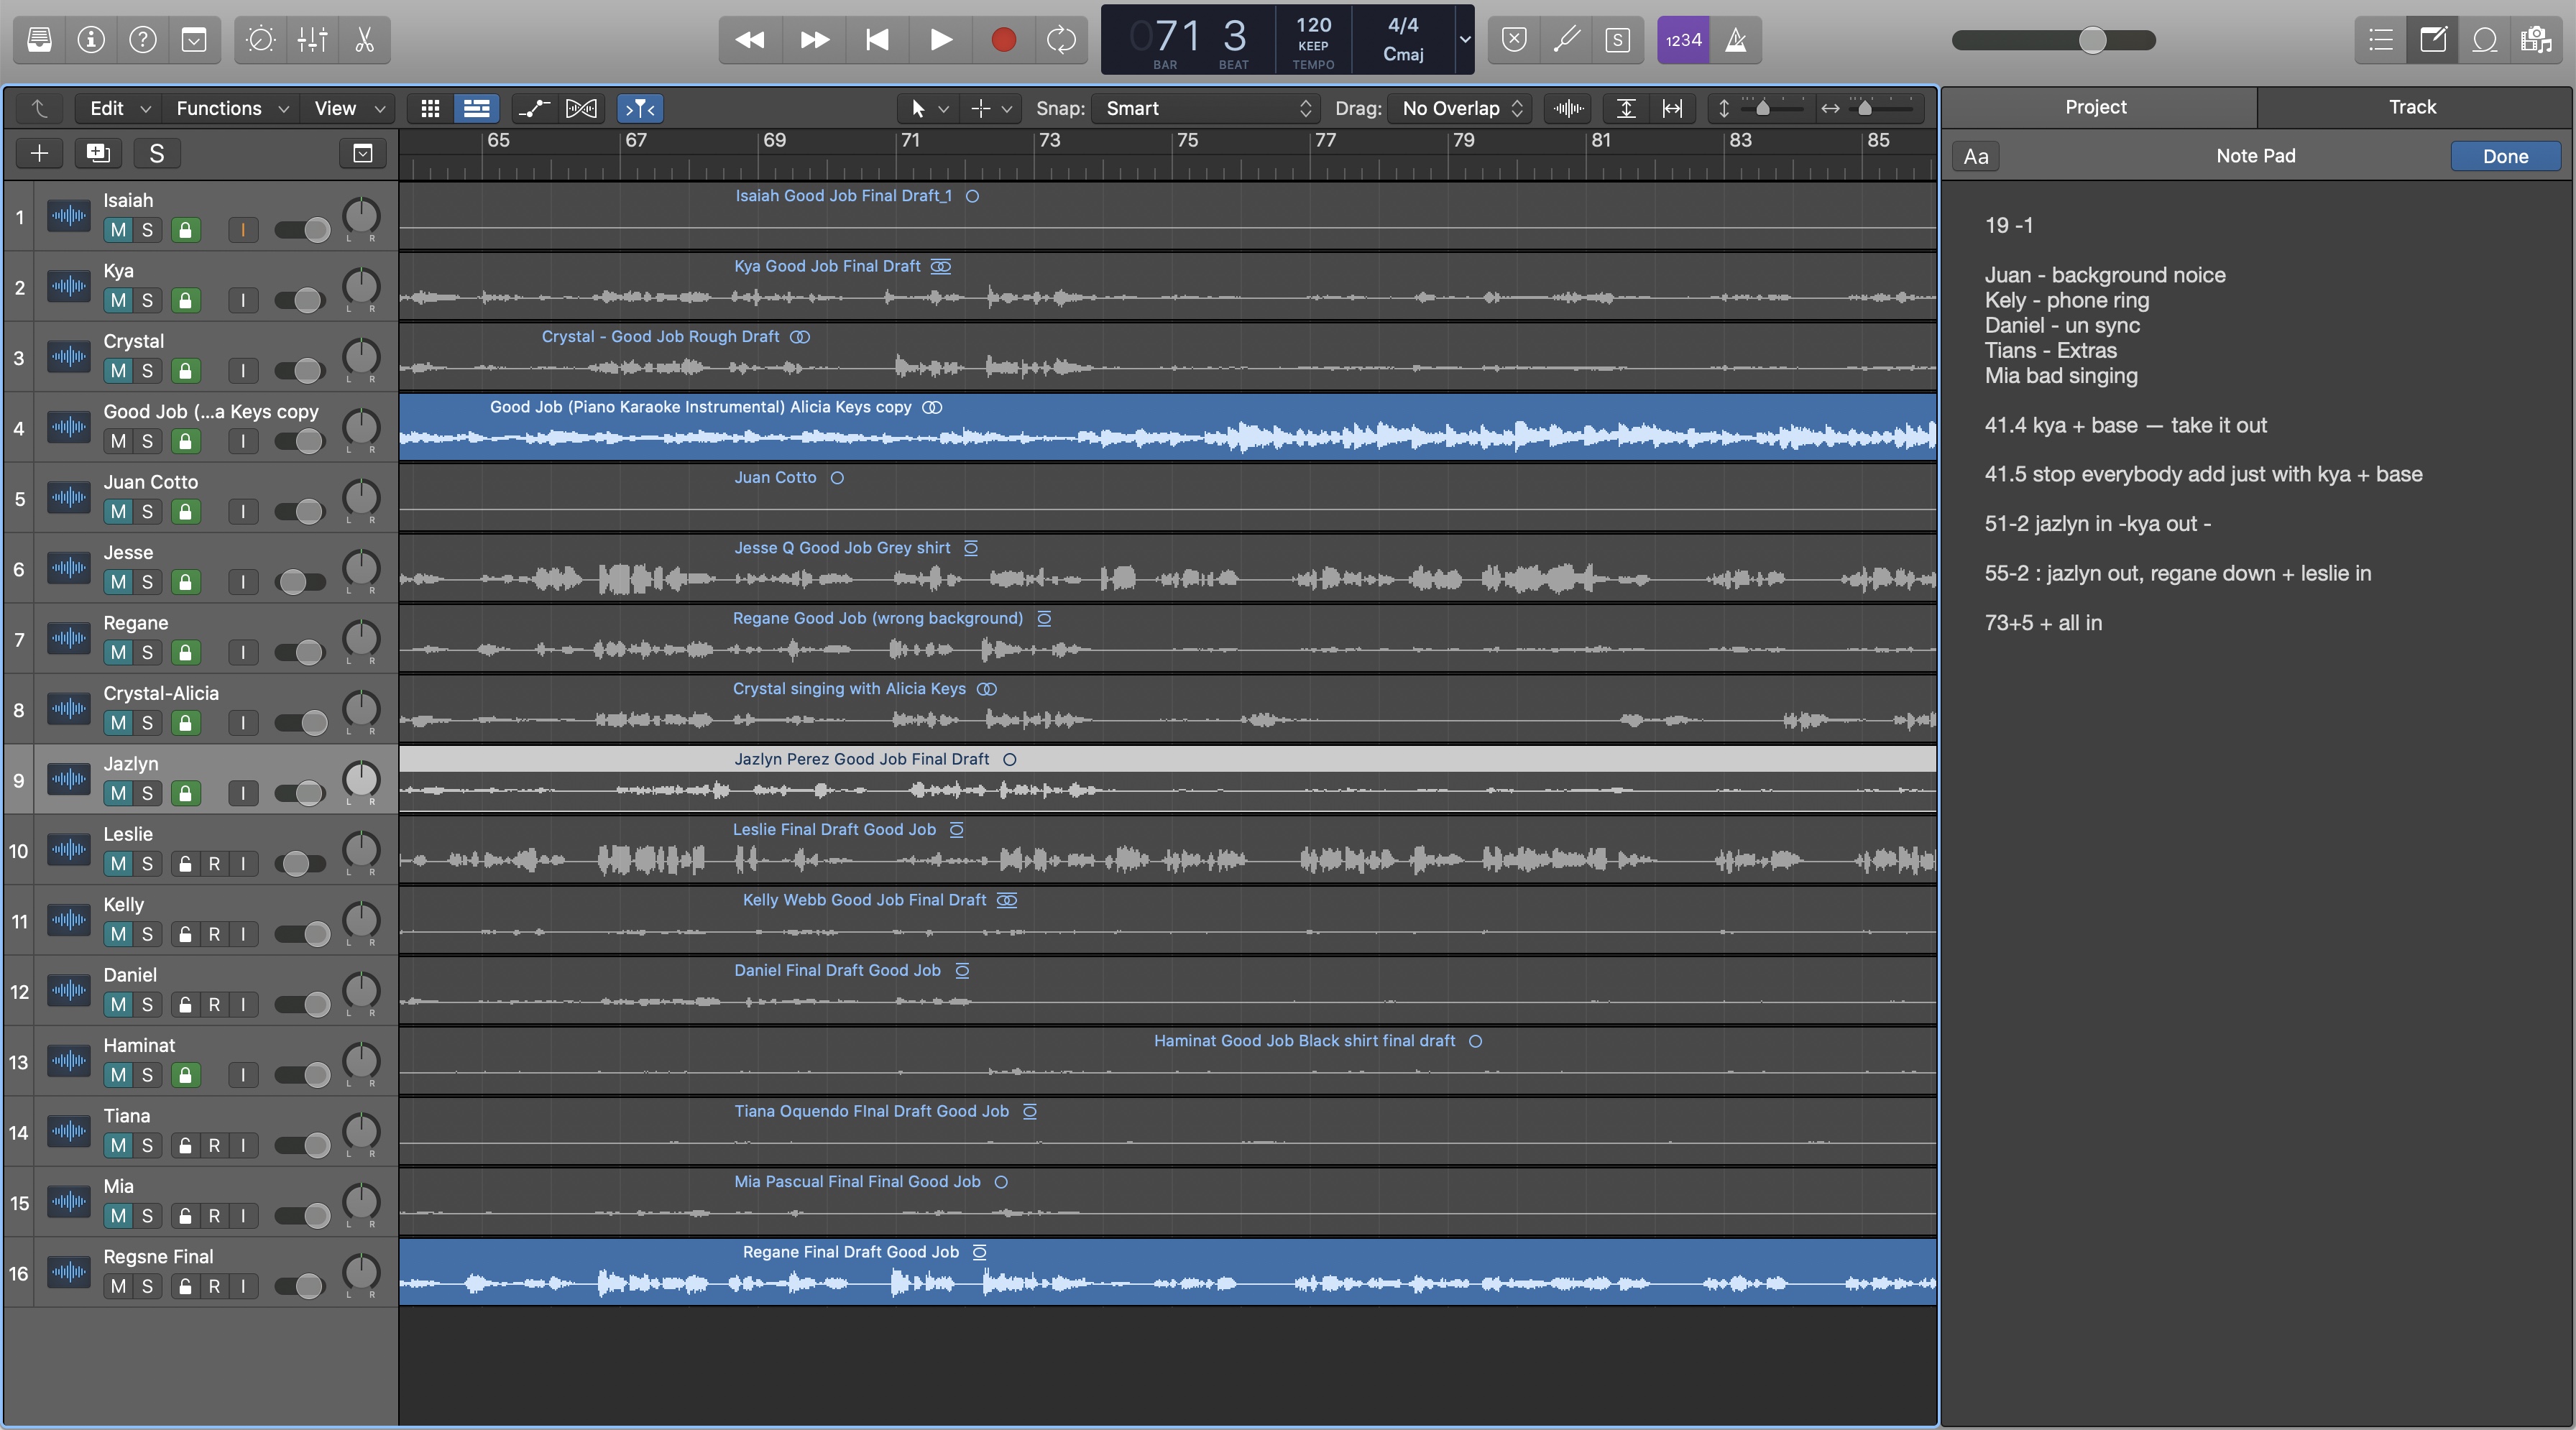 071 3 120 4/4
KEEP Cmaj
BAR BEAT TEMPO
1234
Edit Functions View Snap: Smart Drag: No Overlap
Project Track
S
65 67 69 71 73 75 77 79 81 83 85
Aa Note Pad Done
1 Isaiah
M S I L R
Isaiah Good Job Final Draft_1
2 Kya
M S I L R
Kya Good Job Final Draft
3 Crystal
M S I L R
Crystal - Good Job Rough Draft
4 Good Job (...a Keys copy
M S I L R
Good Job (Piano Karaoke Instrumental) Alicia Keys copy
5 Juan Cotto
M S I L R
Juan Cotto
6 Jesse
M S I L R
Jesse Q Good Job Grey shirt
7 Regane
M S I L R
Regane Good Job (wrong background)
8 Crystal-Alicia
M S I L R
Crystal singing with Alicia Keys
9 Jazlyn
M S I L R
Jazlyn Perez Good Job Final Draft
10 Leslie
M S R I L R
Leslie Final Draft Good Job
11 Kelly
M S R I L R
Kelly Webb Good Job Final Draft
12 Daniel
M S R I L R
Daniel Final Draft Good Job
13 Haminat
M S I L R
Haminat Good Job Black shirt final draft
14 Tiana
M S R I L R
Tiana Oquendo FInal Draft Good Job
15 Mia
M S R I L R
Mia Pascual Final Final Good Job
16 Regsne Final
M S R I L R
Regane Final Draft Good Job
19 -1
Juan - background noice
Kely - phone ring
Daniel - un sync
Tians - Extras
Mia bad singing
41.4 kya + base — take it out
41.5 stop everybody add just with kya + base
51-2 jazlyn in -kya out -
55-2 : jazlyn out, regane down + leslie in
73+5 + all in